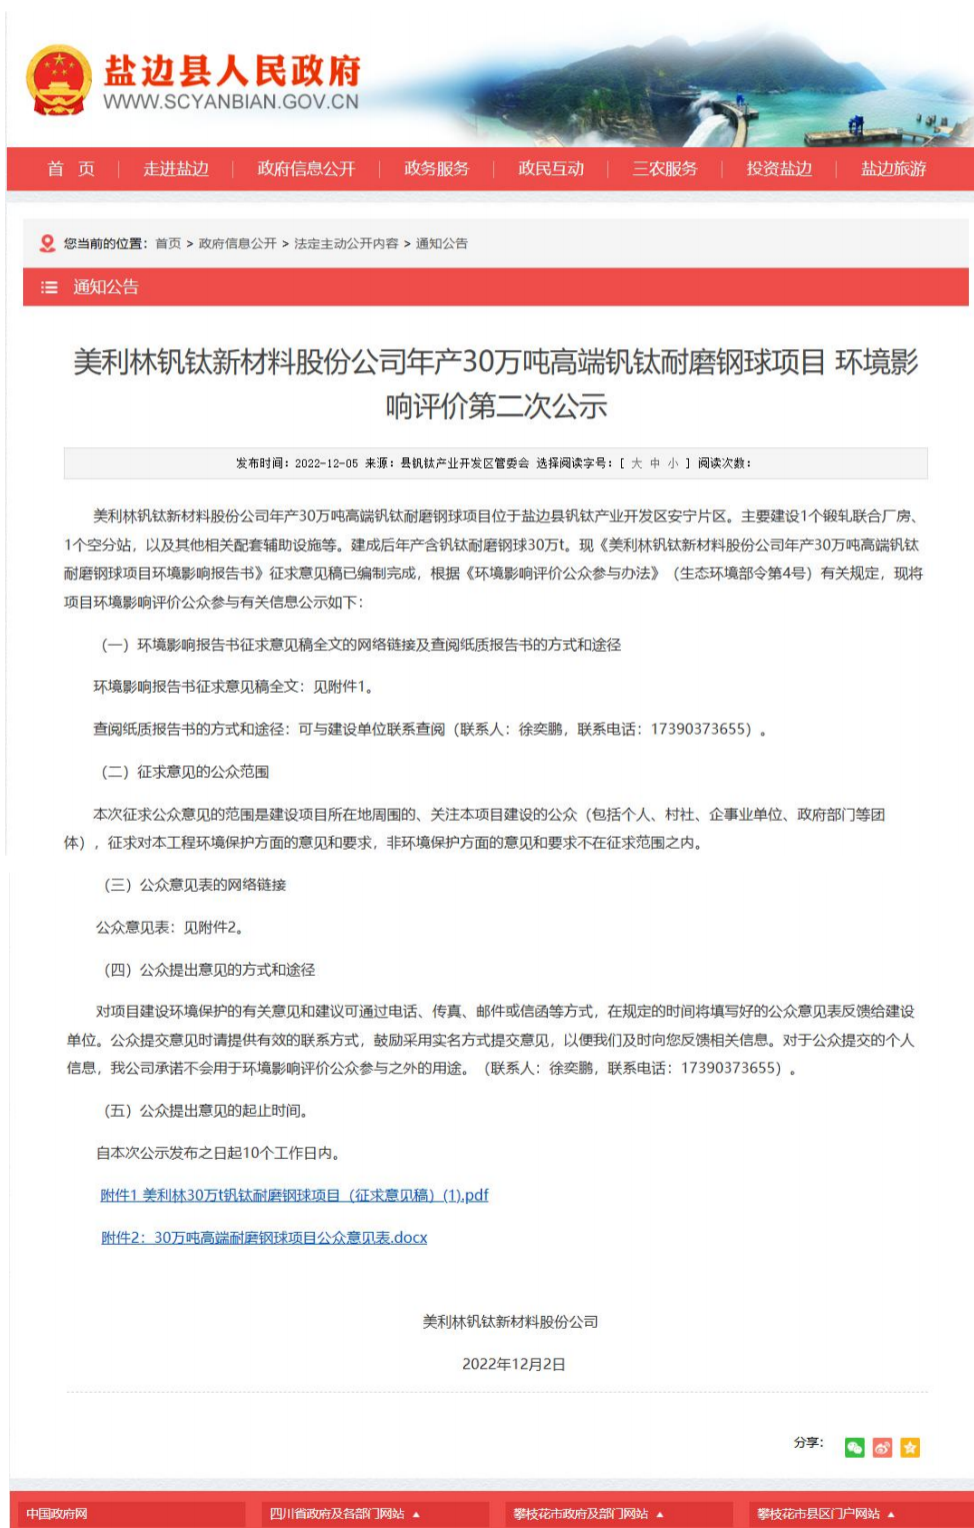 盐边县人民政府
WWW.SCYANBIAN.GOV.CN
首 页 走进盐边 政府信息公开 政务服务 政民互动 三农服务 投资盐边 盐边旅游
您当前的位置：首页 > 政府信息公开 > 法定主动公开内容 > 通知公告
通知公告
美利林钒钛新材料股份公司年产30万吨高端钒钛耐磨钢球项目 环境影
响评价第二次公示
发布时间：2022-12-05 来源：县钒钛产业开发区管委会 选择阅读字号：[ 大 中 小 ] 阅读次数：
美利林钒钛新材料股份公司年产30万吨高端钒钛耐磨钢球项目位于盐边县钒钛产业开发区安宁片区。主要建设1个锻轧联合厂房、
1个空分站，以及其他相关配套辅助设施等。建成后年产含钒钛耐磨钢球30万t。现《美利林钒钛新材料股份公司年产30万吨高端钒钛
耐磨钢球项目环境影响报告书》征求意见稿已编制完成，根据《环境影响评价公众参与办法》（生态环境部令第4号）有关规定，现将
项目环境影响评价公众参与有关信息公示如下：
（一）环境影响报告书征求意见稿全文的网络链接及查阅纸质报告书的方式和途径
环境影响报告书征求意见稿全文：见附件1。
查阅纸质报告书的方式和途径：可与建设单位联系查阅（联系人：徐奕鹏，联系电话：17390373655）。
（二）征求意见的公众范围
本次征求公众意见的范围是建设项目所在地周围的、关注本项目建设的公众（包括个人、村社、企事业单位、政府部门等团
体），征求对本工程环境保护方面的意见和要求，非环境保护方面的意见和要求不在征求范围之内。
（三）公众意见表的网络链接
公众意见表：见附件2。
（四）公众提出意见的方式和途径
对项目建设环境保护的有关意见和建议可通过电话、传真、邮件或信函等方式，在规定的时间将填写好的公众意见表反馈给建设
单位。公众提交意见时请提供有效的联系方式，鼓励采用实名方式提交意见，以便我们及时向您反馈相关信息。对于公众提交的个人
信息，我公司承诺不会用于环境影响评价公众参与之外的用途。（联系人：徐奕鹏，联系电话：17390373655）。
（五）公众提出意见的起止时间。
自本次公示发布之日起10个工作日内。
附件1 美利林30万t钒钛耐磨钢球项目（征求意见稿）(1).pdf
附件2：30万吨高端耐磨钢球项目公众意见表.docx
美利林钒钛新材料股份公司
2022年12月2日
分享：
中国政府网 四川省政府及各部门网站 ▲ 攀枝花市政府及部门网站 ▲ 攀枝花市县区门户网站 ▲